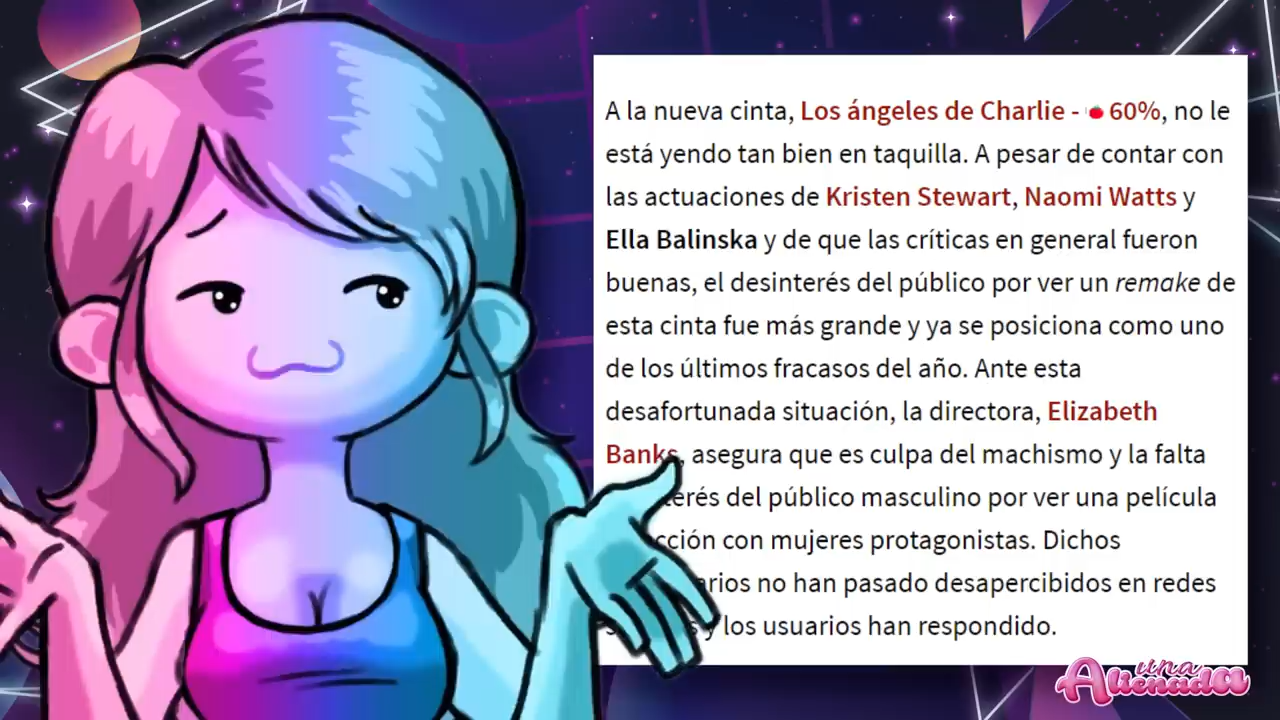 A la nueva cinta, Los ángeles de Charlie - 60%, no le
está yendo tan bien en taquilla. A pesar de contar con
las actuaciones de Kristen Stewart, Naomi Watts y
Ella Balinska y de que las críticas en general fueron
buenas, el desinterés del público por ver un remake de
esta cinta fue más grande y ya se posiciona como uno
de los últimos fracasos del año. Ante esta
desafortunada situación, la directora, Elizabeth
Banks, asegura que es culpa del machismo y la falta
del público masculino por ver una película
con mujeres protagonistas. Dichos
no han pasado desapercibidos en redes
y los usuarios han respondido.
una
Alienada